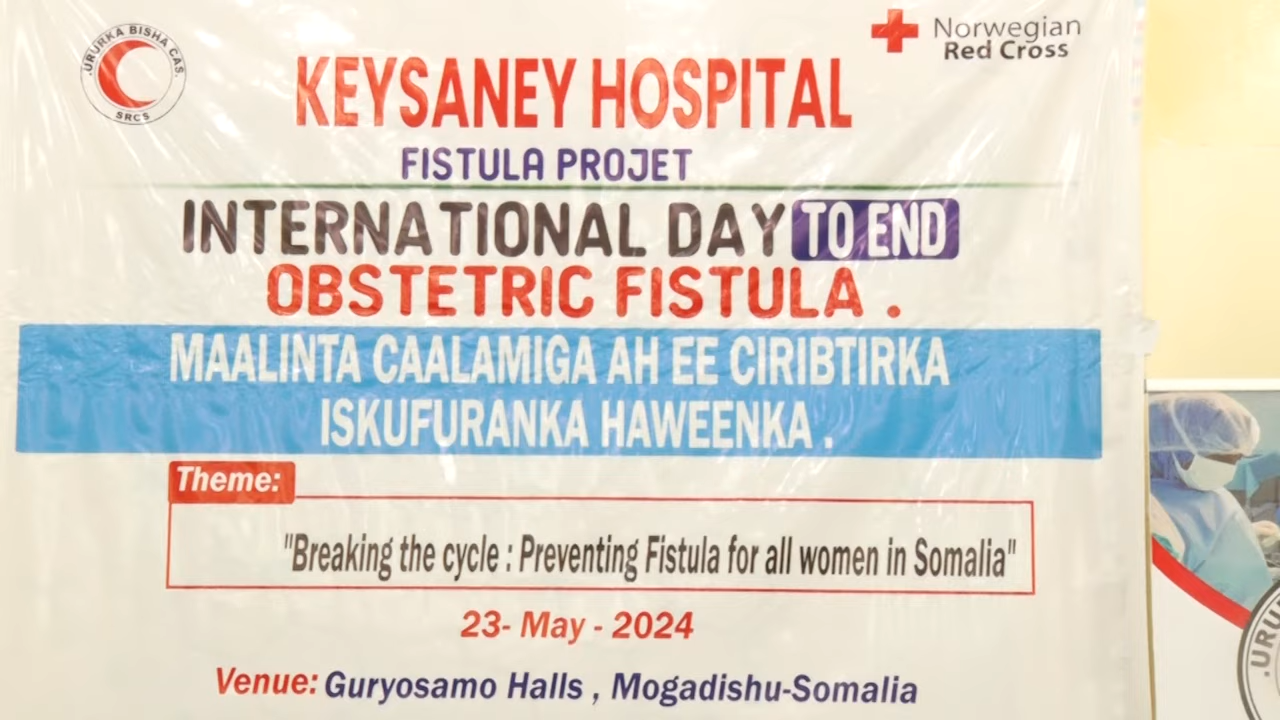 .URURKA BISHA CAS.
SRCS
Norwegian
Red Cross
KEYSANEY HOSPITAL
FISTULA PROJET
INTERNATIONAL DAY TO END
OBSTETRIC FISTULA .
MAALINTA CAALAMIGA AH EE CIRIBTIRKA
ISKUFURANKA HAWEENKA .
Theme:
"Breaking the cycle : Preventing Fistula for all women in Somalia"
23- May - 2024
Venue: Guryosamo Halls , Mogadishu-Somalia